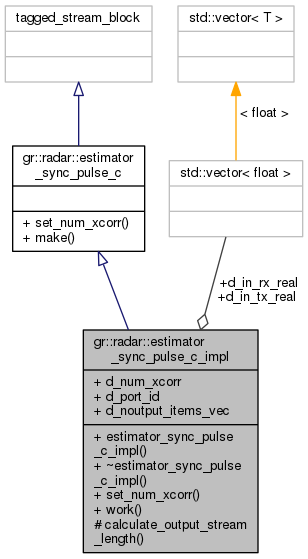 tagged_stream_block
std::vector< T >
< float >
gr::radar::estimator
_sync_pulse_c
+ set_num_xcorr()
+ make()
std::vector< float >
+d_in_rx_real
+d_in_tx_real
gr::radar::estimator
_sync_pulse_c_impl
+ d_num_xcorr
+ d_port_id
+ d_noutput_items_vec
+ estimator_sync_pulse
_c_impl()
+ ~estimator_sync_pulse
_c_impl()
+ set_num_xcorr()
+ work()
# calculate_output_stream
_length()